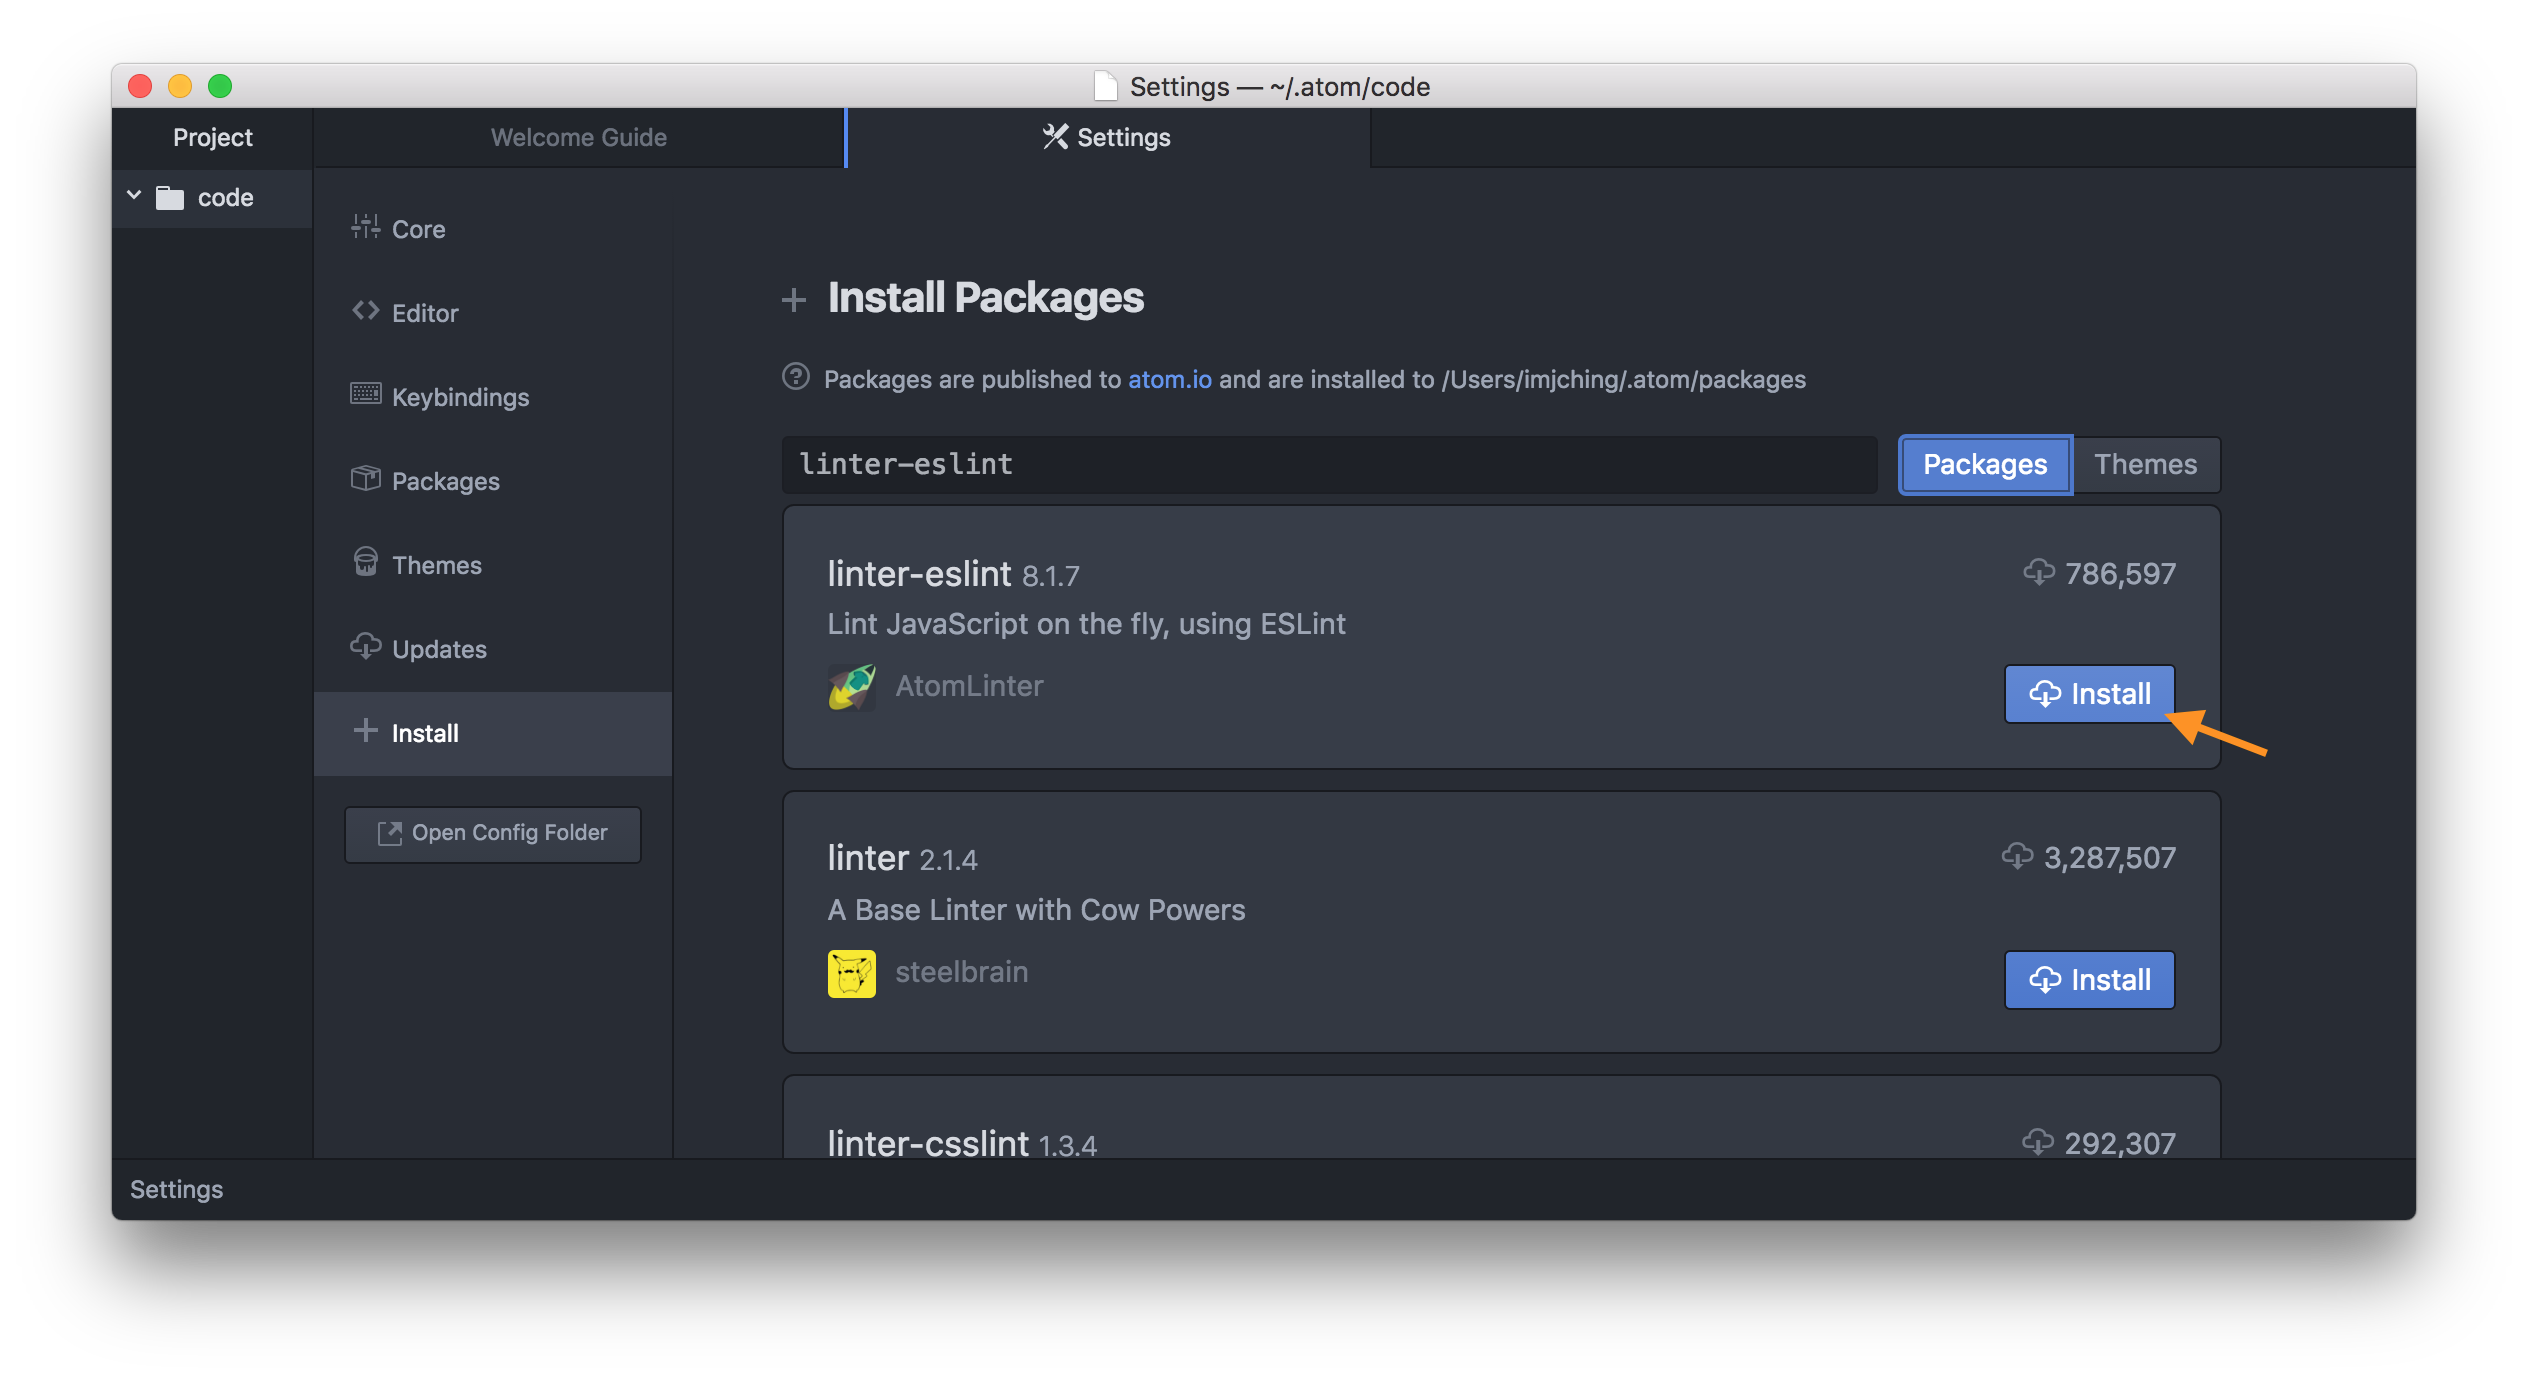 Settings — ~/.atom/code
Project
Welcome Guide
Settings
code
Core
Editor
Keybindings
Packages
Themes
Updates
Install
Open Config Folder
Install Packages
Packages are published to atom.io and are installed to /Users/imjching/.atom/packages
linter-eslint
Packages
Themes
linter-eslint 8.1.7
786,597
Lint JavaScript on the fly, using ESLint
AtomLinter
Install
linter 2.1.4
3,287,507
A Base Linter with Cow Powers
steelbrain
Install
linter-csslint 1.3.4
292,307
Settings